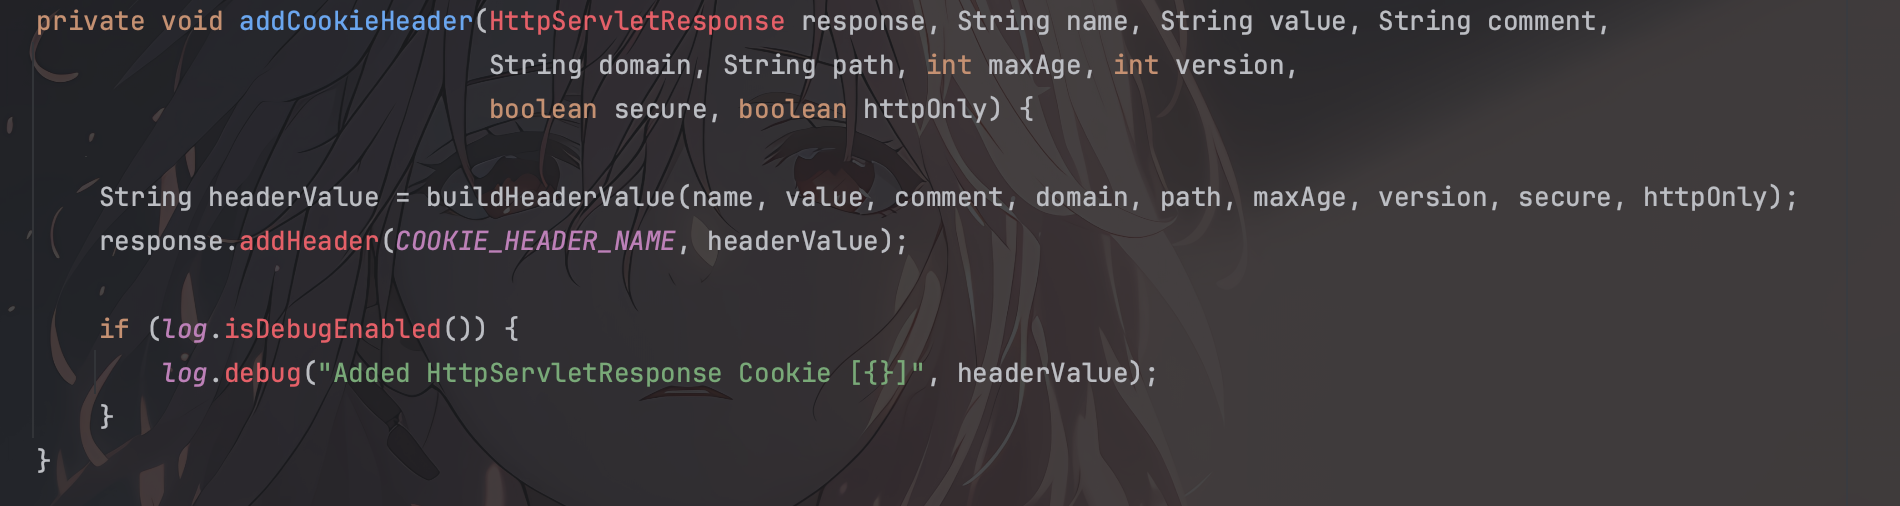 private void addCookieHeader(HttpServletResponse response, String name, String value, String comment,
String domain, String path, int maxAge, int version,
boolean secure, boolean httpOnly) {
String headerValue = buildHeaderValue(name, value, comment, domain, path, maxAge, version, secure, httpOnly);
response.addHeader(COOKIE_HEADER_NAME, headerValue);
if (log.isDebugEnabled()) {
log.debug("Added HttpServletResponse Cookie [{}]", headerValue);
}
}